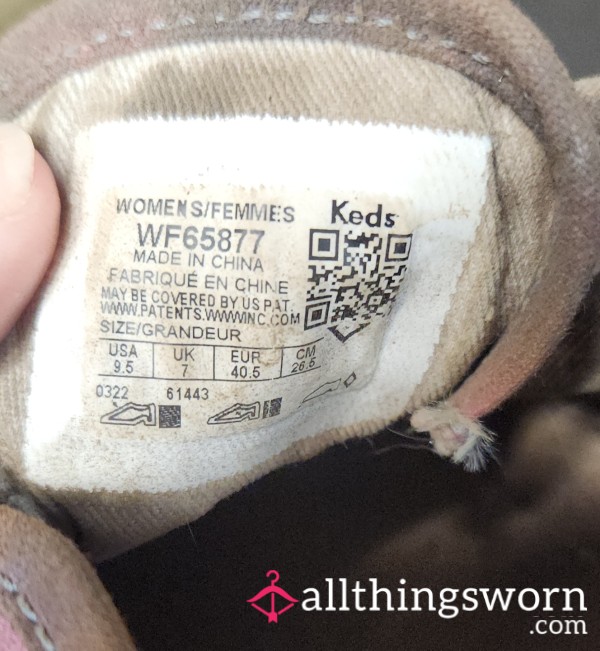 WOMENS/FEMMES
Keds
WF65877
MADE IN CHINA
FABRIQUÉ EN CHINE
MAY BE COVERED BY US PAT.
WWW.PATENTS.WWWINC.COM
SIZE/GRANDEUR
USA UK EUR CM
9.5 7 40.5 26.5
0322 61443
allthingsworn
.com